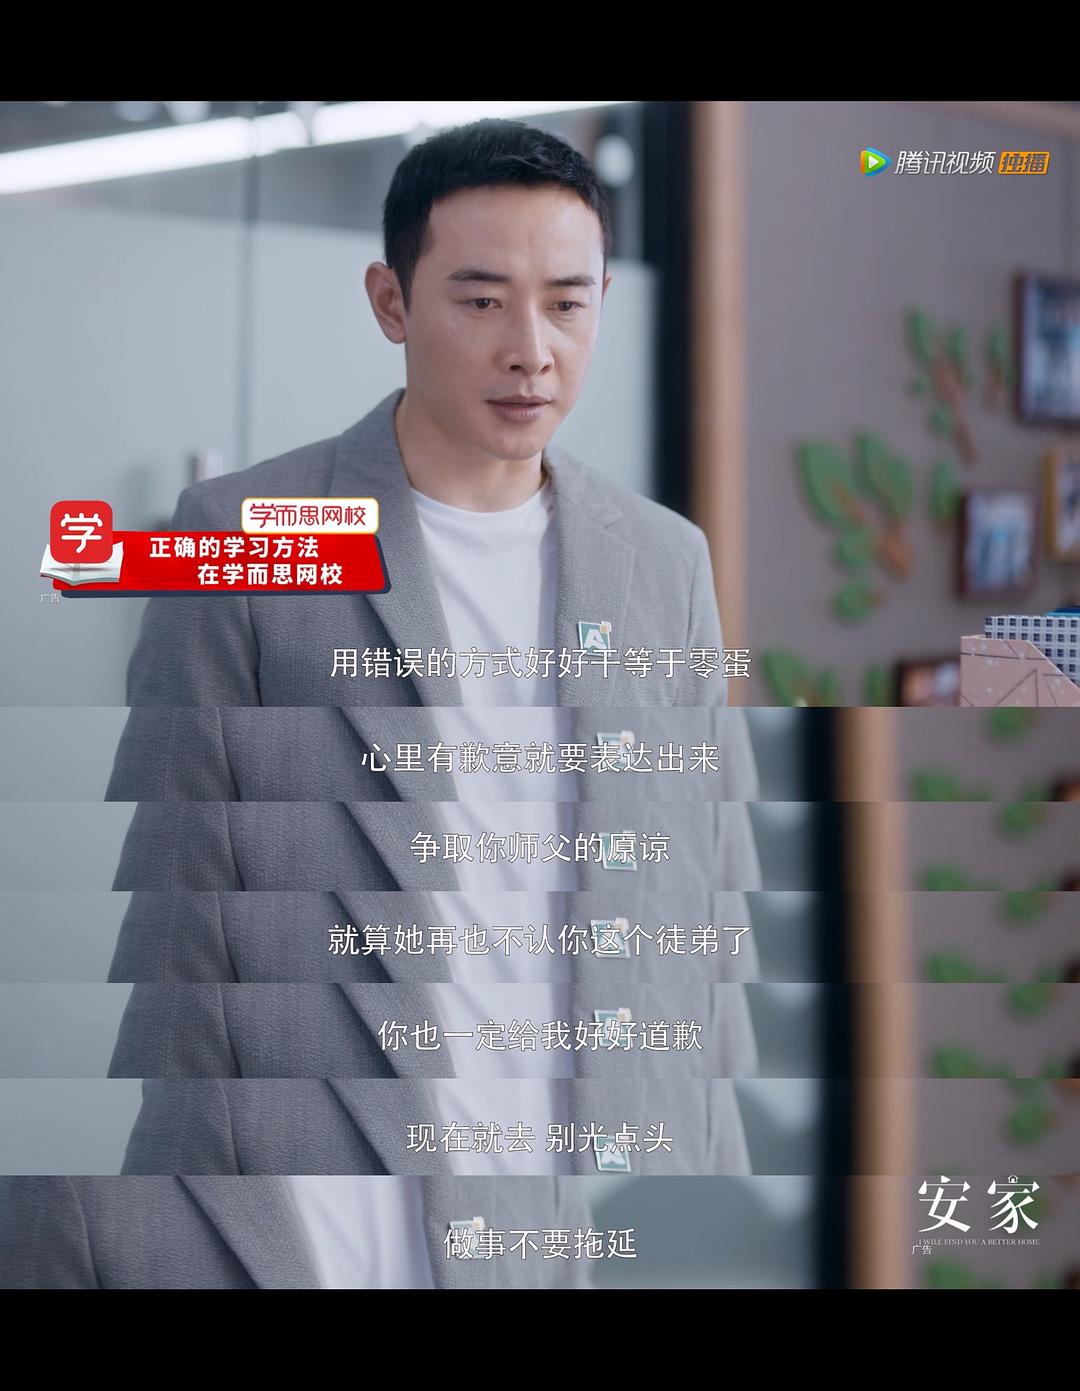 腾讯视频 独播
学
学而思网校
正确的学习方法
在学而思网校
广告
用错误的方式好好干等于零蛋
心里有歉意就要表达出来
争取你师父的原谅
就算她再也不认你这个徒弟了
你也一定给我好好道歉
现在就去 别光点头
安家
I WILL FIND YOU A BETTER HOME
广告
做事不要拖延